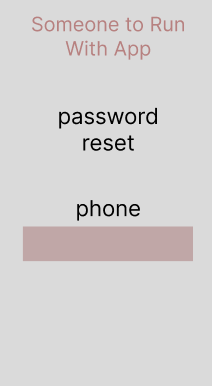 Someone to Run
With App
password
reset
phone